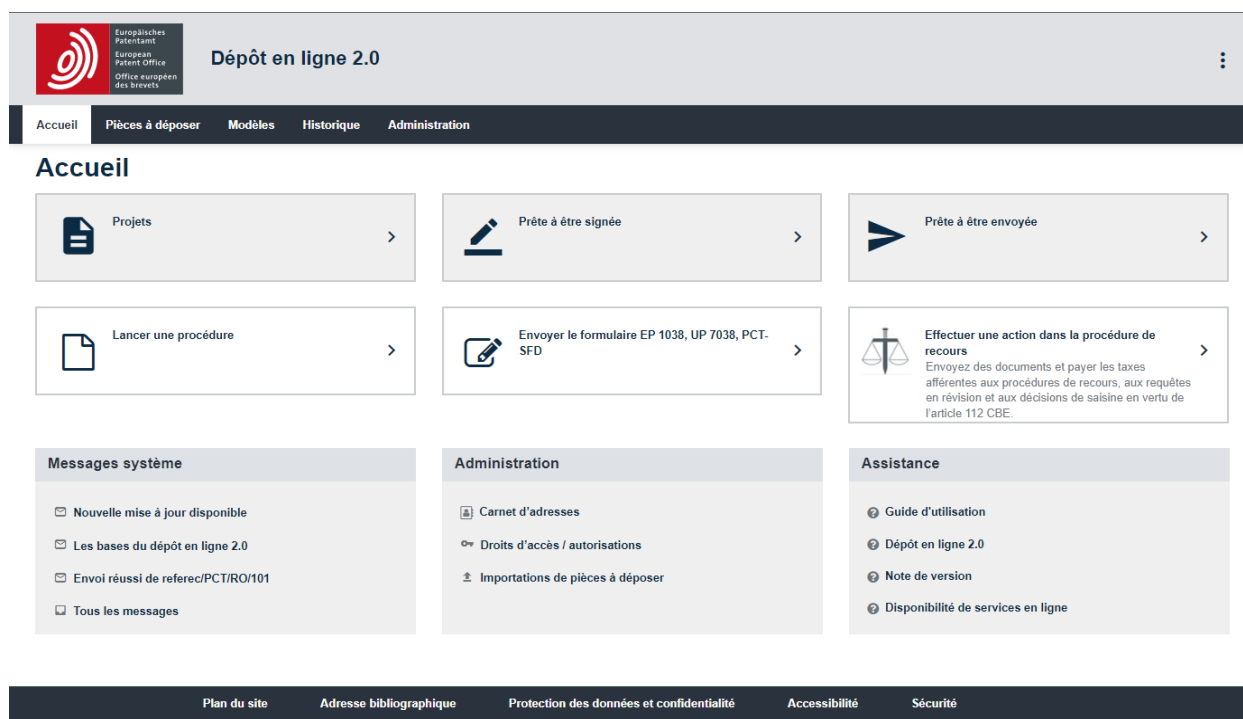 Europäisches
Patentamt
European
Patent Office
Office européen
des brevets
Dépôt en ligne 2.0
Accueil Pièces à déposer Modèles Historique Administration
Accueil
Projets
Prête à être signée
Prête à être envoyée
Lancer une procédure
Envoyer le formulaire EP 1038, UP 7038, PCT-
SFD
Effectuer une action dans la procédure de
recours
Envoyez des documents et payer les taxes
afférentes aux procédures de recours, aux requêtes
en révision et aux décisions de saisine en vertu de
l'article 112 CBE.
Messages système
Nouvelle mise à jour disponible
Les bases du dépôt en ligne 2.0
Envoi réussi de referec/PCT/RO/101
Tous les messages
Administration
Carnet d'adresses
Droits d'accès / autorisations
Importations de pièces à déposer
Assistance
Guide d'utilisation
Dépôt en ligne 2.0
Note de version
Disponibilité de services en ligne
Plan du site Adresse bibliographique Protection des données et confidentialité Accessibilité Sécurité